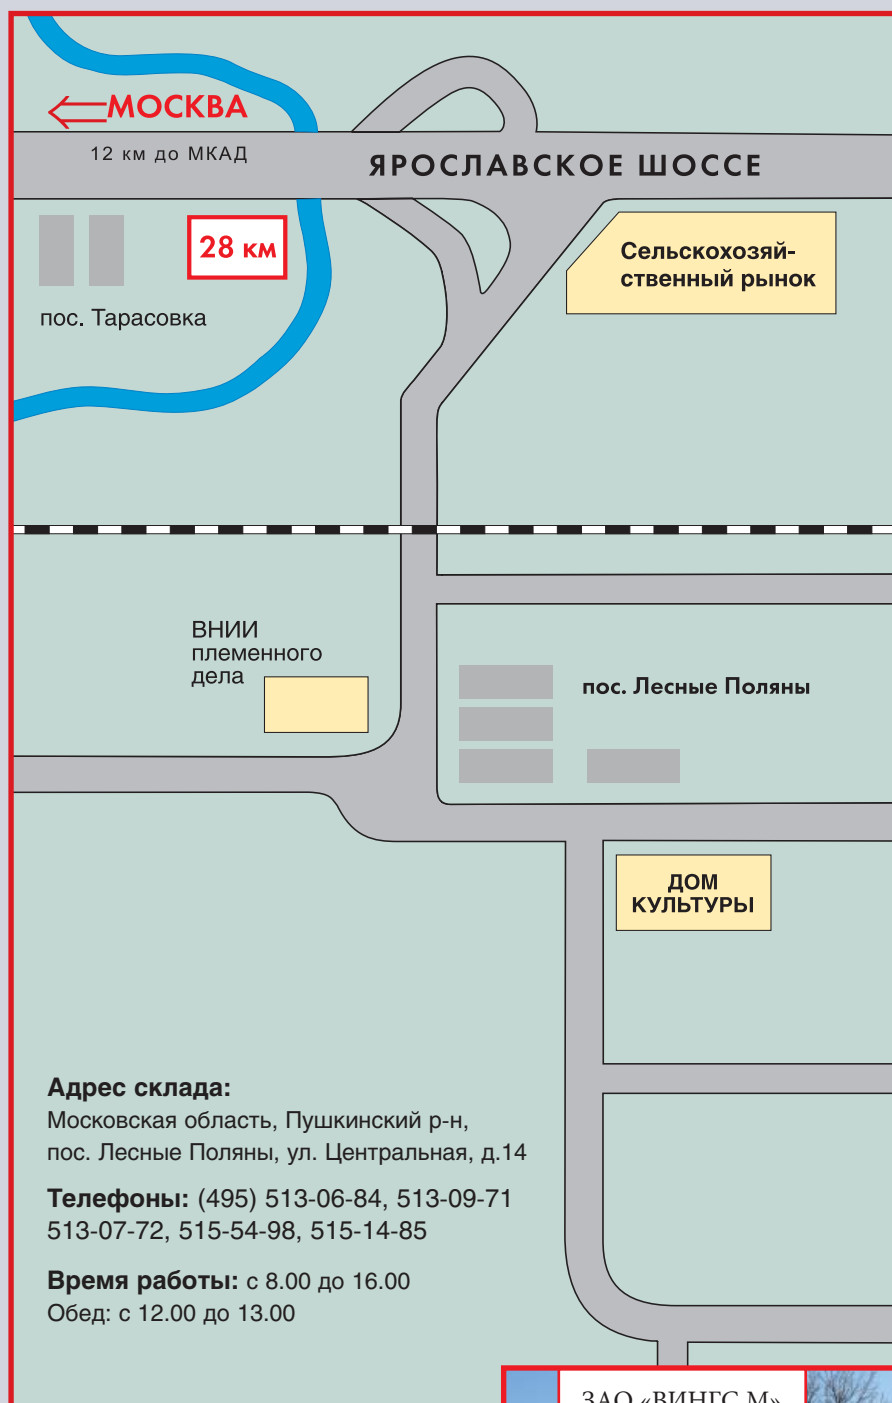 МОСКВА
12 км до МКАД
ЯРОСЛАВСКОЕ ШОССЕ
28 км
Сельскохозяй-
ственный рынок
пос. Тарасовка
ВНИИ
племенного
дела
пос. Лесные Поляны
ДОМ
КУЛЬТУРЫ
Адрес склада:
Московская область, Пушкинский р-н,
пос. Лесные Поляны, ул. Центральная, д.14
Телефоны: (495) 513-06-84, 513-09-71
513-07-72, 515-54-98, 515-14-85
Время работы: с 8.00 до 16.00
Обед: с 12.00 до 13.00
ЗАО «ВИНГС М»